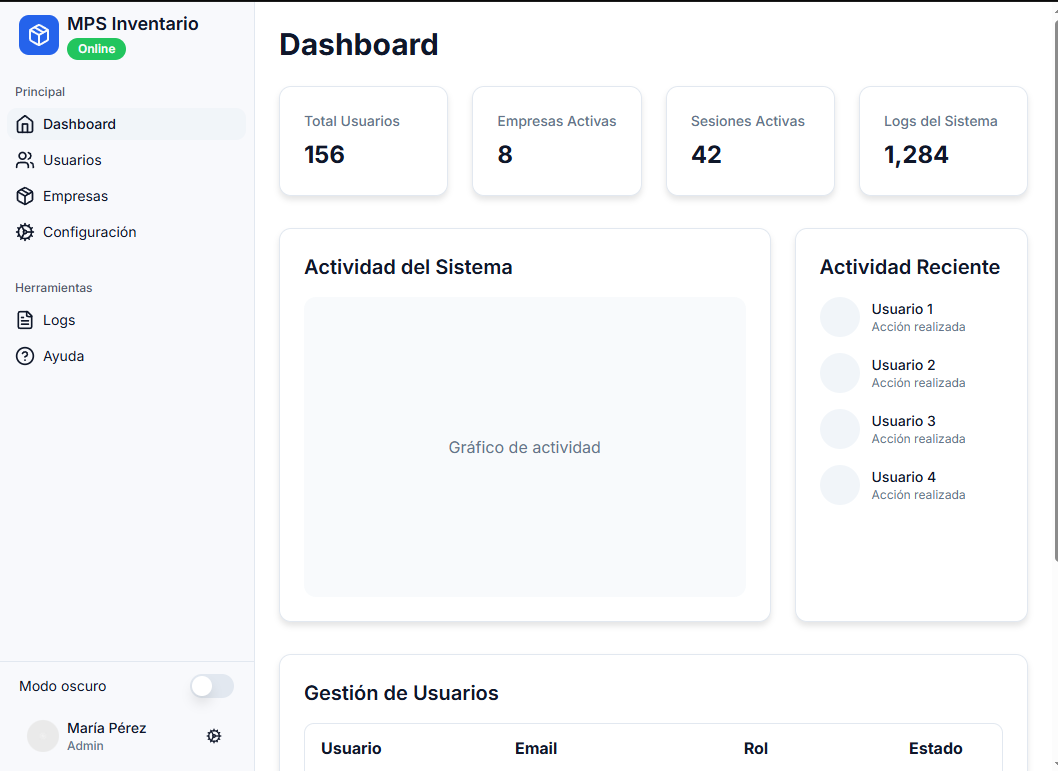 MPS Inventario
Online
Principal
Dashboard
Usuarios
Empresas
Configuración
Herramientas
Logs
Ayuda
Modo oscuro
María Pérez
Admin
Dashboard
Total Usuarios
156
Empresas Activas
8
Sesiones Activas
42
Logs del Sistema
1,284
Actividad del Sistema
Gráfico de actividad
Actividad Reciente
Usuario 1
Acción realizada
Usuario 2
Acción realizada
Usuario 3
Acción realizada
Usuario 4
Acción realizada
Gestión de Usuarios
Usuario Email Rol Estado